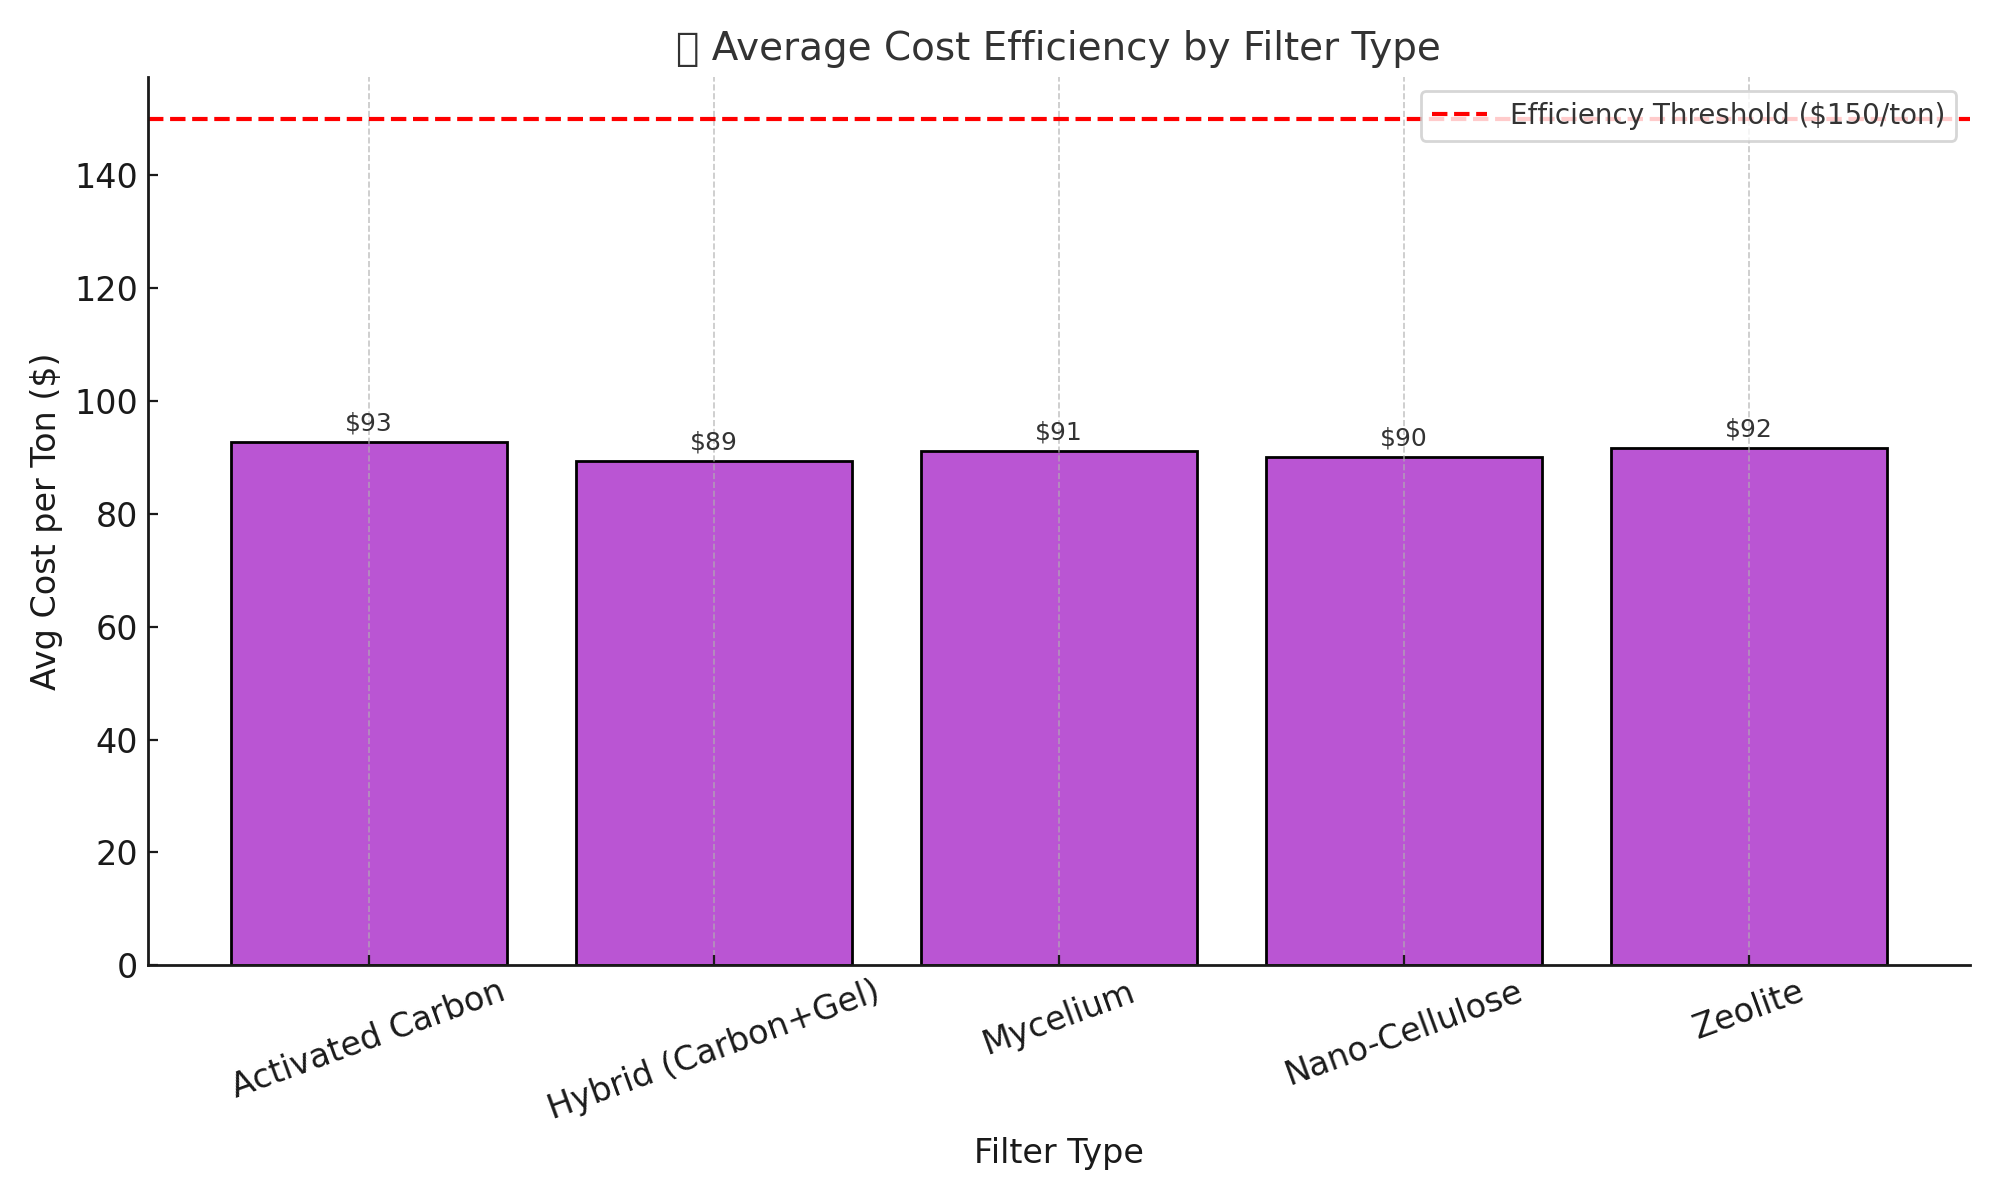 Average Cost Efficiency by Filter Type
Efficiency Threshold ($150/ton)
Avg Cost per Ton ($)
140
120
100
80
60
40
20
0
$93
$89
$91
$90
$92
Activated Carbon
Hybrid (Carbon+Gel)
Mycelium
Nano-Cellulose
Zeolite
Filter Type